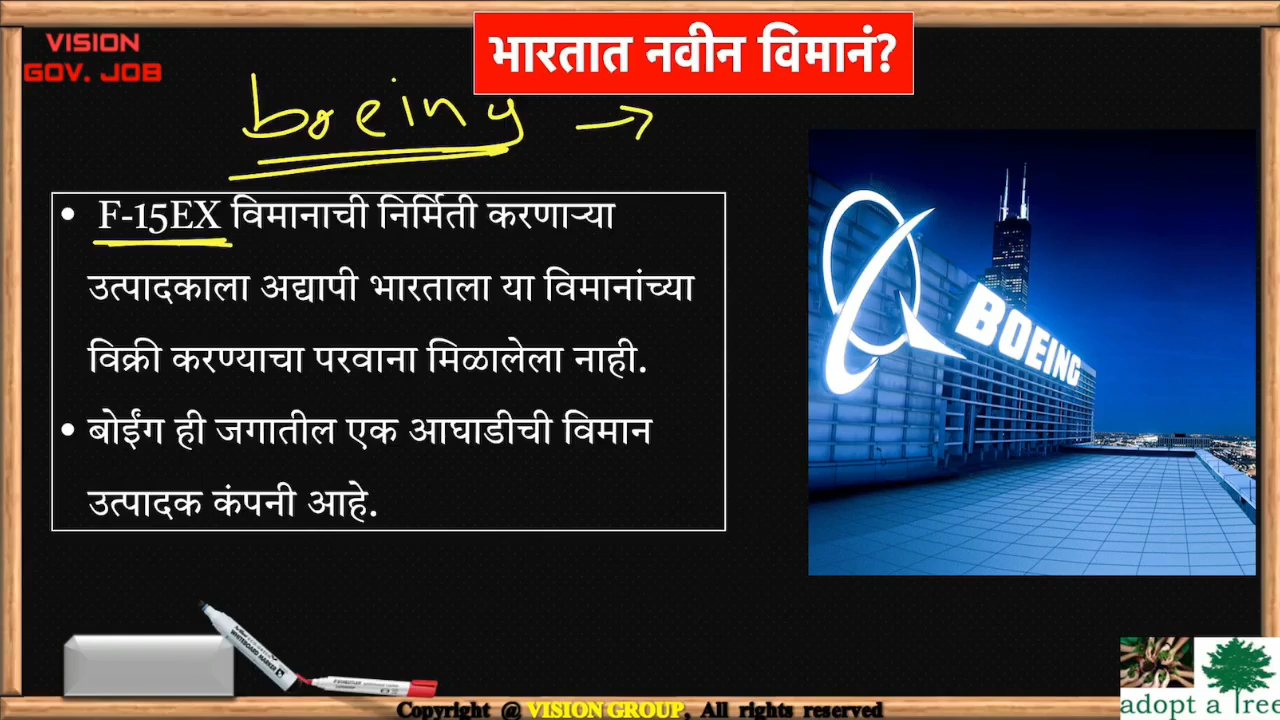 VISION
GOV. JOB
भारतात नवीन विमानं?
boeing →
• F-15EX विमानाची निर्मिती करणाऱ्या
उत्पादकाला अद्यापी भारताला या विमानांच्या
विक्री करण्याचा परवाना मिळालेला नाही.
• बोईंग ही जगातील एक आघाडीची विमान
उत्पादक कंपनी आहे.
BOEING
adopt a Tree
Copyright @ VISION GROUP, All rights reserved